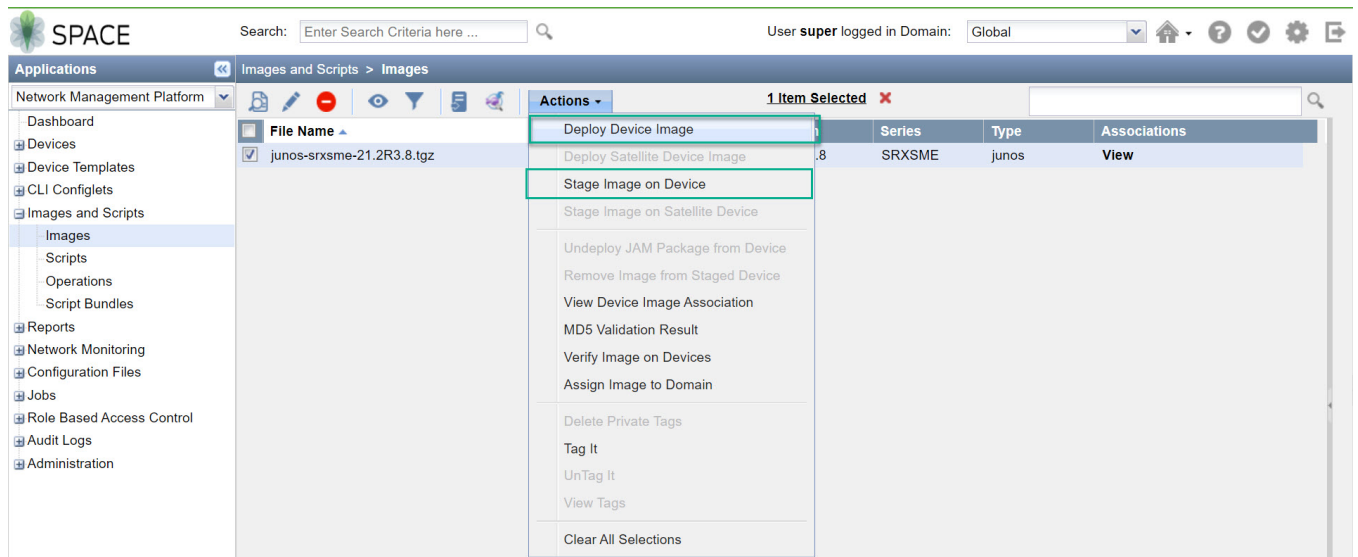 SPACE
Search: Enter Search Criteria here ...
User super logged in Domain: Global
Applications
Images and Scripts > Images
Network Management Platform
Actions
1 Item Selected
Dashboard
Devices
Device Templates
CLI Configlets
Images and Scripts
Images
Scripts
Operations
Script Bundles
Reports
Network Monitoring
Configuration Files
Jobs
Role Based Access Control
Audit Logs
Administration
File Name
Series
Type
Associations
junos-srxsme-21.2R3.8.tgz
.8
SRXSME
junos
View
Deploy Device Image
Deploy Satellite Device Image
Stage Image on Device
Stage Image on Satellite Device
Undeploy JAM Package from Device
Remove Image from Staged Device
View Device Image Association
MD5 Validation Result
Verify Image on Devices
Assign Image to Domain
Delete Private Tags
Tag It
UnTag It
View Tags
Clear All Selections